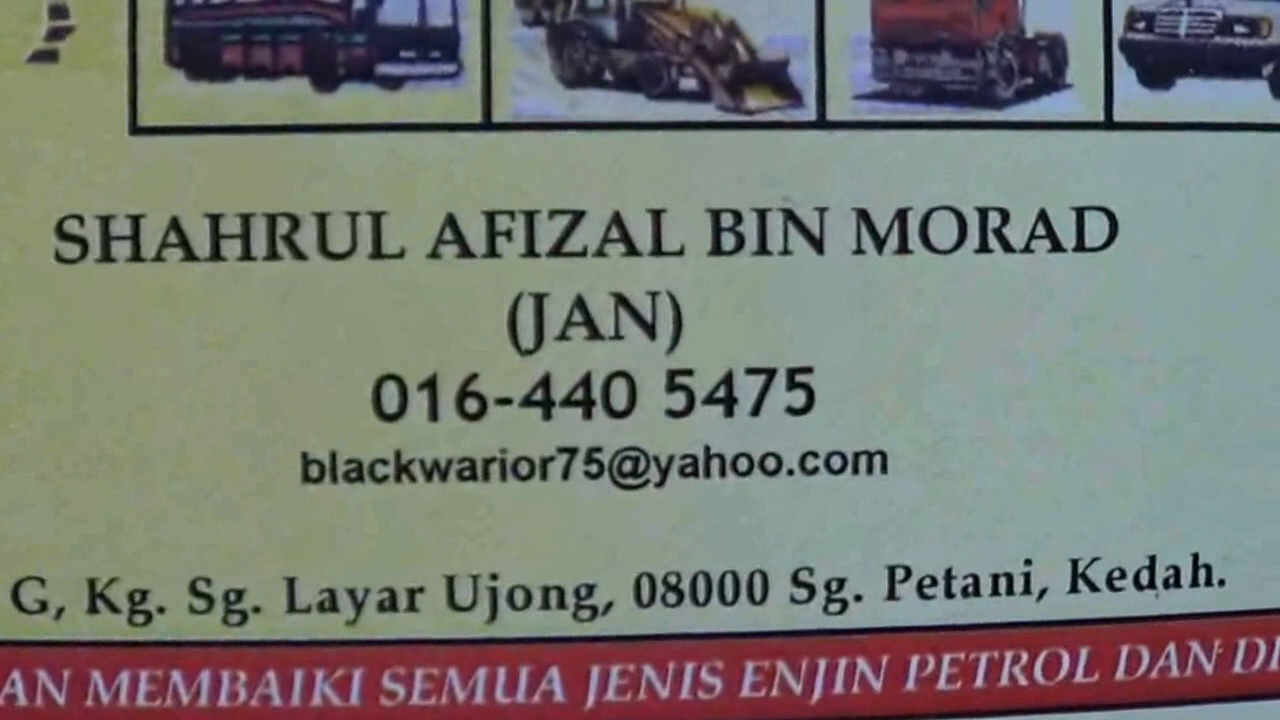 SHAHRUL AFIZAL BIN MORAD
(JAN)
016-440 5475
blackwarior75@yahoo.com
G, Kg. Sg. Layar Ujong, 08000 Sg. Petani, Kedah.
AN MEMBAIKI SEMUA JENIS ENJIN PETROL DAN DI